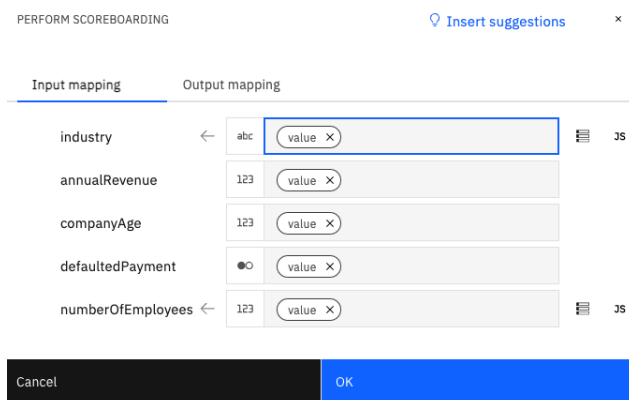 PERFORM SCOREBOARDING
Insert suggestions
×
Input mapping
Output mapping
industry ← abc value × JS
annualRevenue 123 value ×
companyAge 123 value ×
defaultedPayment value ×
numberOfEmployees ← 123 value × JS
Cancel
OK